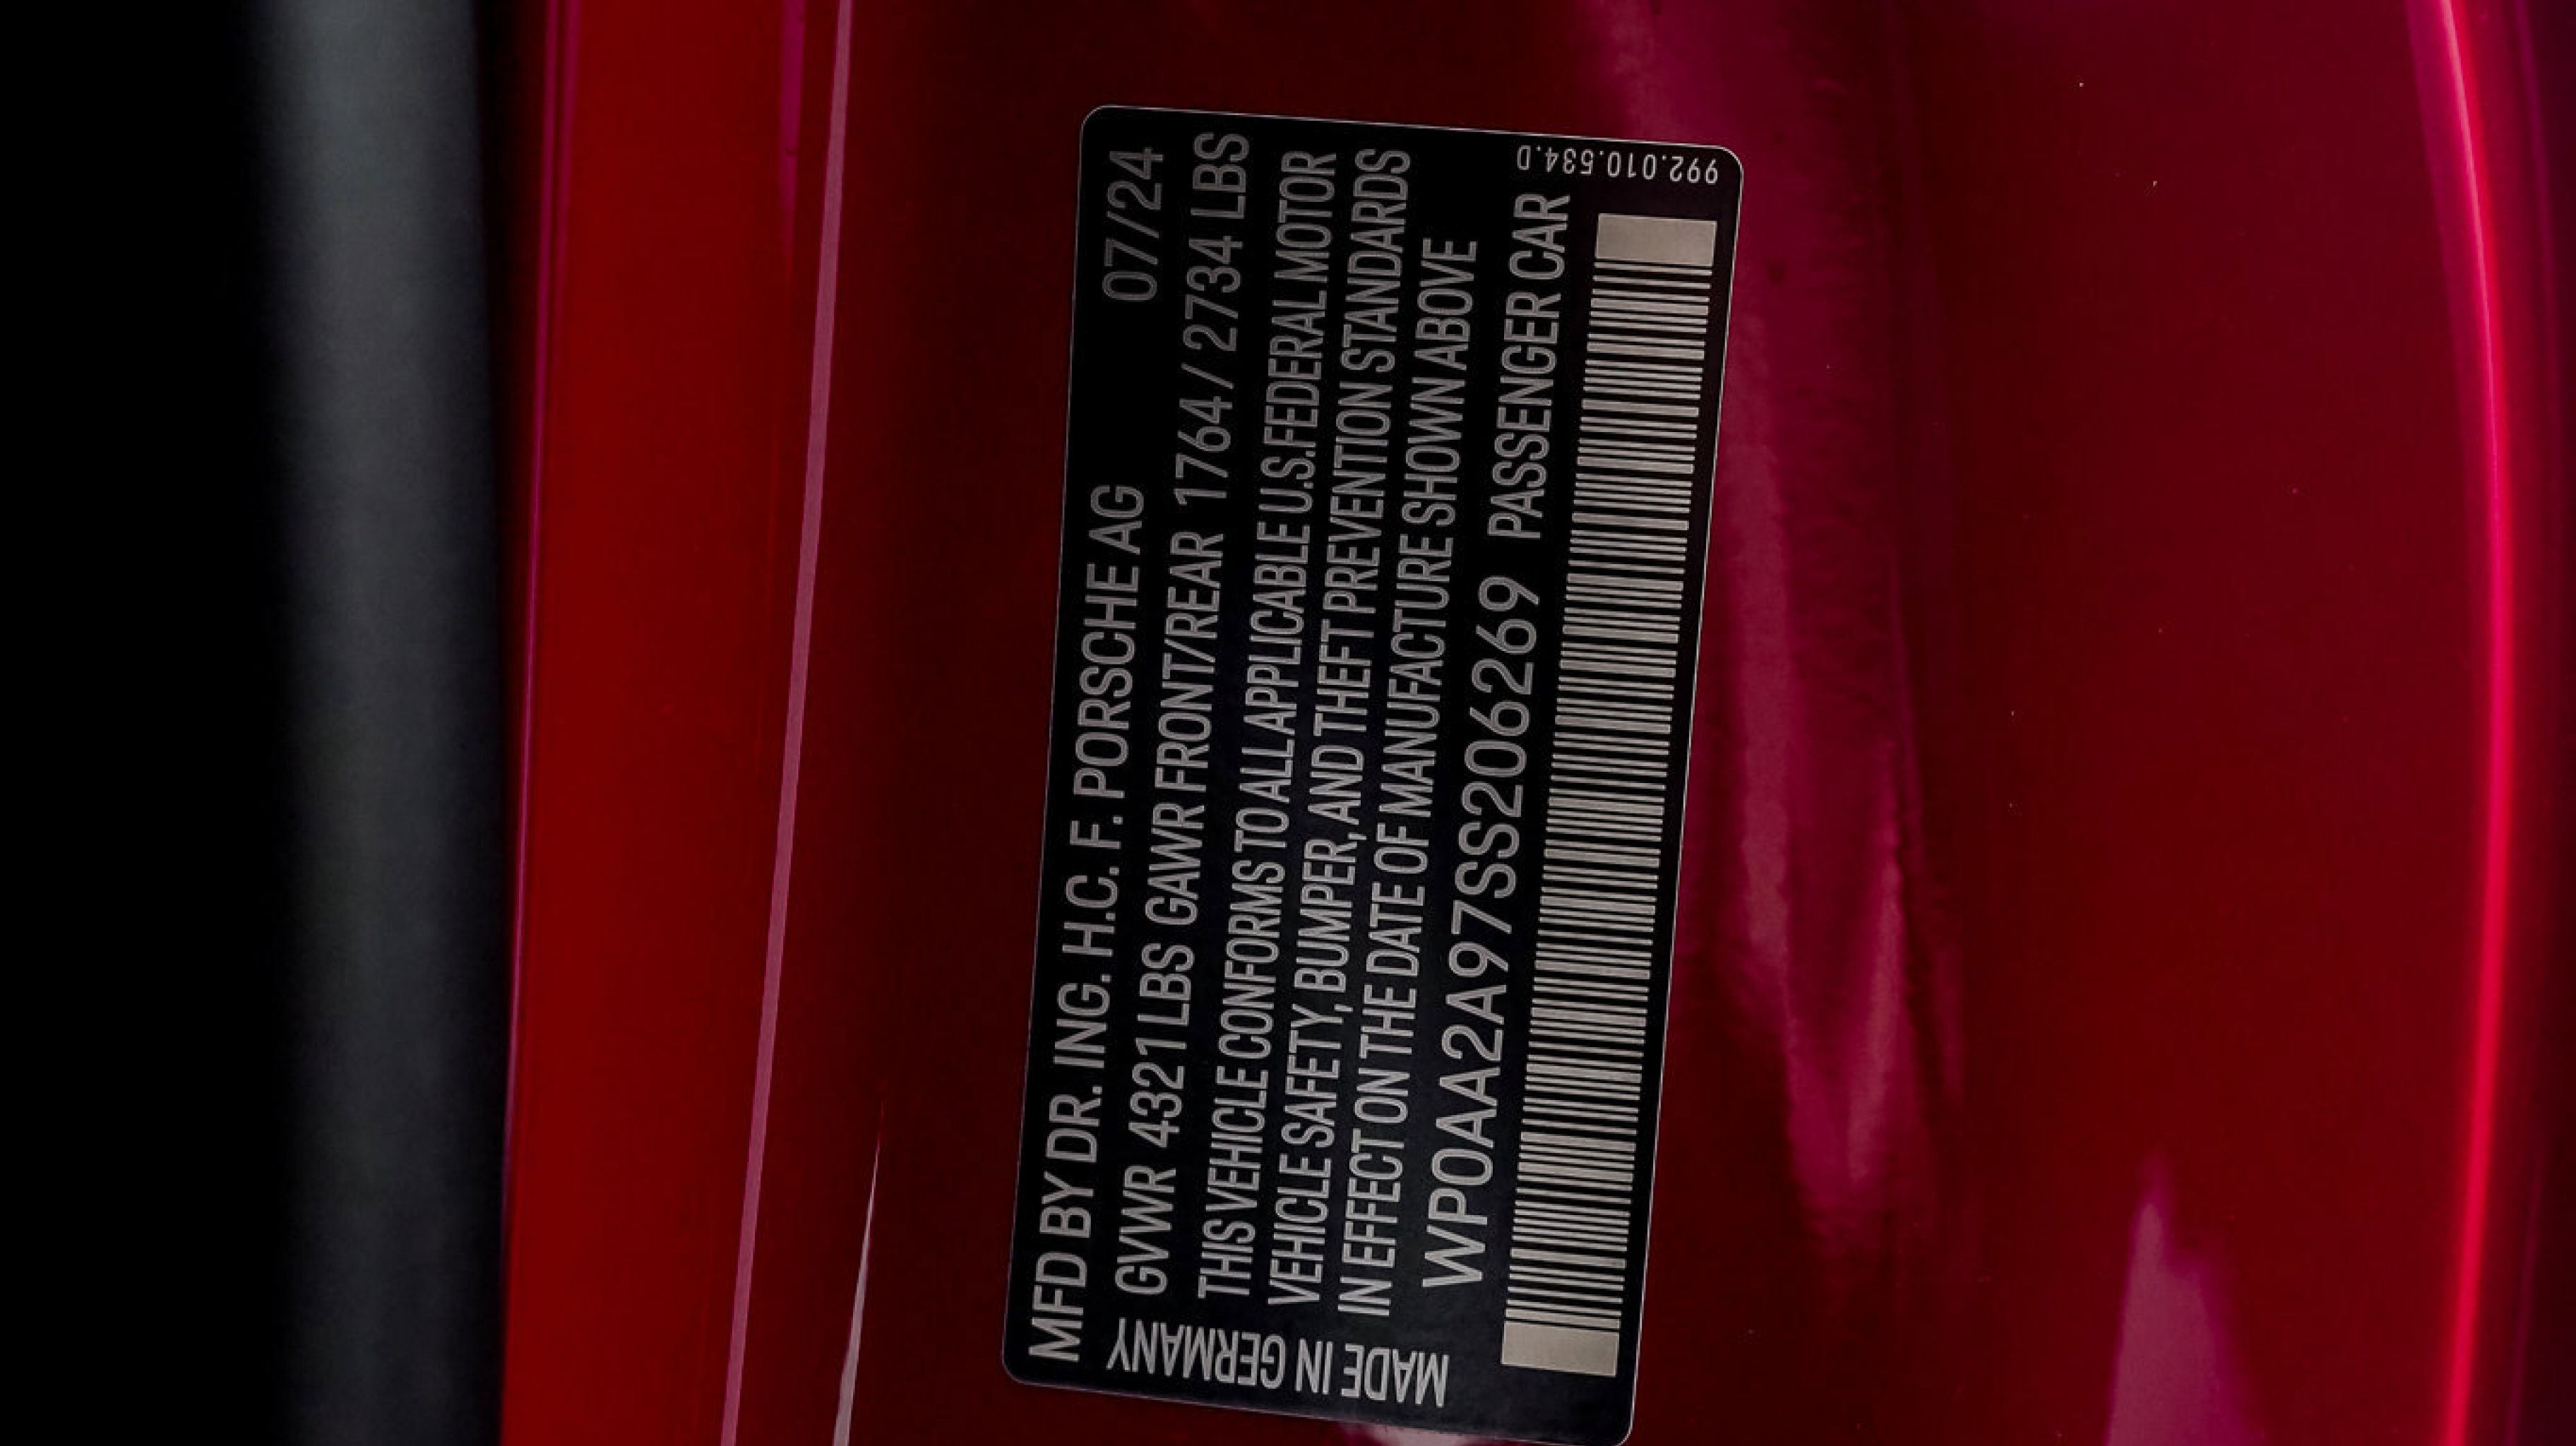 MFD BY DR. ING. H.C. F. PORSCHE AG 07/24
GVWR 4321 LBS GAWR FRONT/REAR 1764 / 2734 LBS
THIS VEHICLE CONFORMS TO ALL APPLICABLE U.S. FEDERAL MOTOR
VEHICLE SAFETY, BUMPER, AND THEFT PREVENTION STANDARDS
IN EFFECT ON THE DATE OF MANUFACTURE SHOWN ABOVE
WP0AA2A97SS206269 PASSENGER CAR
MADE IN GERMANY
992.010.534.D